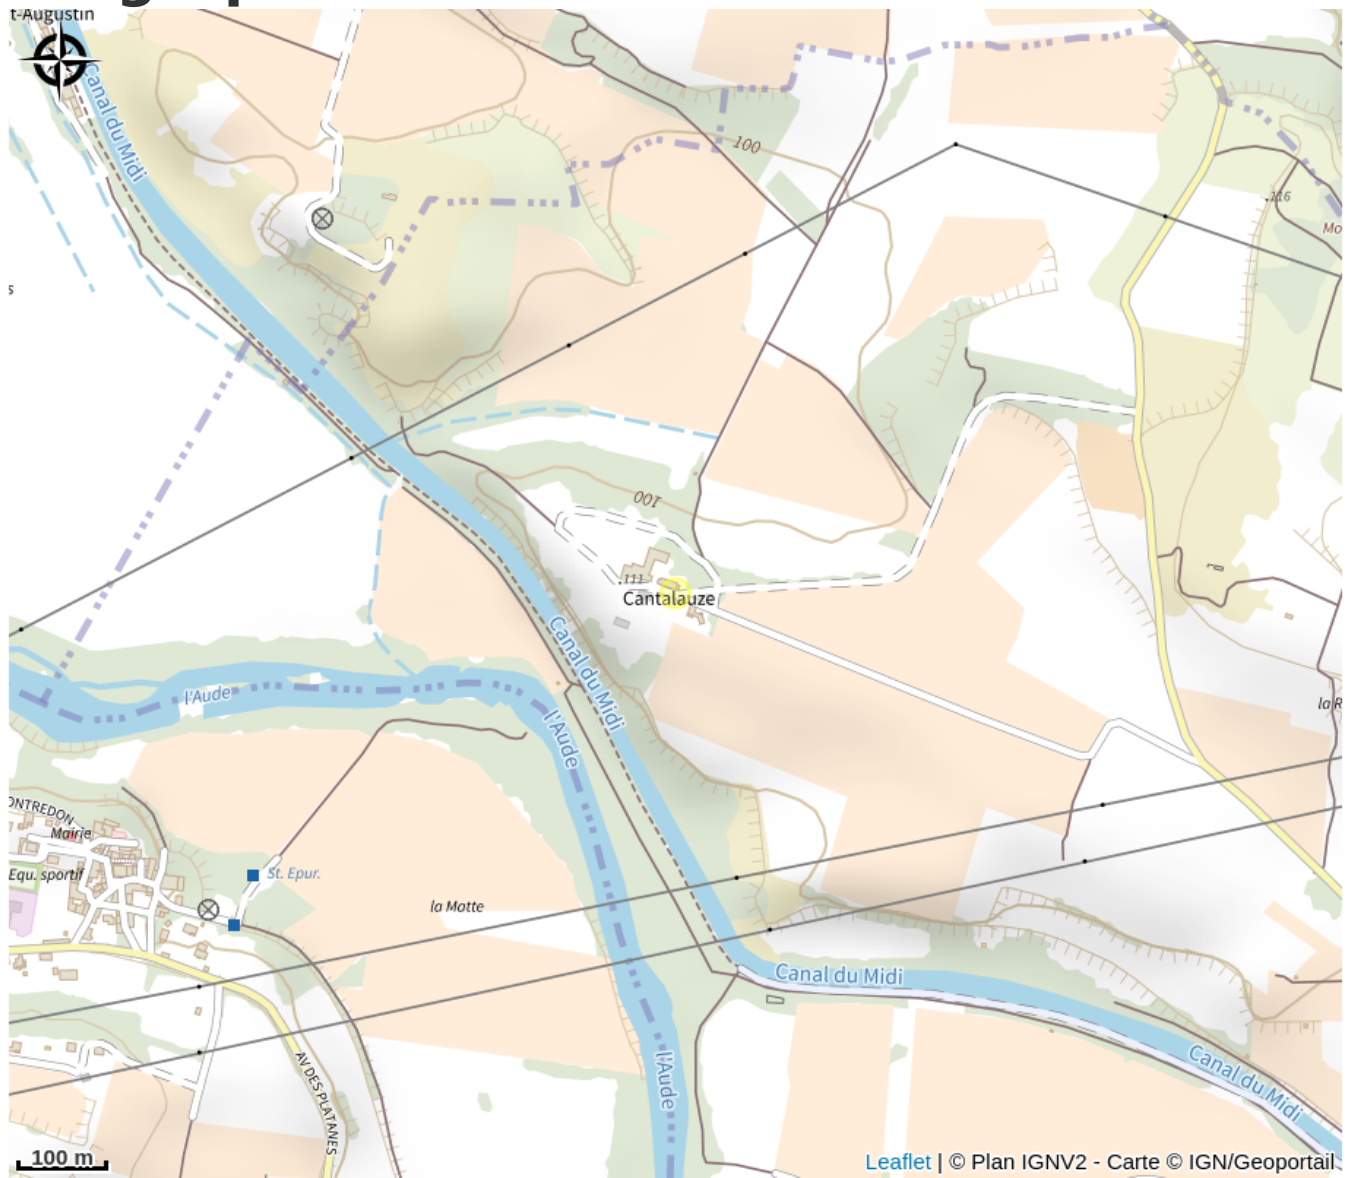 t-Augustin
Canal du Midi
100
116
Mo
s
100
111
Cantalauze
Canal du Midi
l'Aude
l'Aude
la R
ONTREDON
Mairie
Equ. sportif
St. Epur.
la Motte
Canal du Midi
l'Aude
Canal du Midi
AV DES PLATANES
100 m
Leaflet | © Plan IGNV2 - Carte © IGN/Geoportail